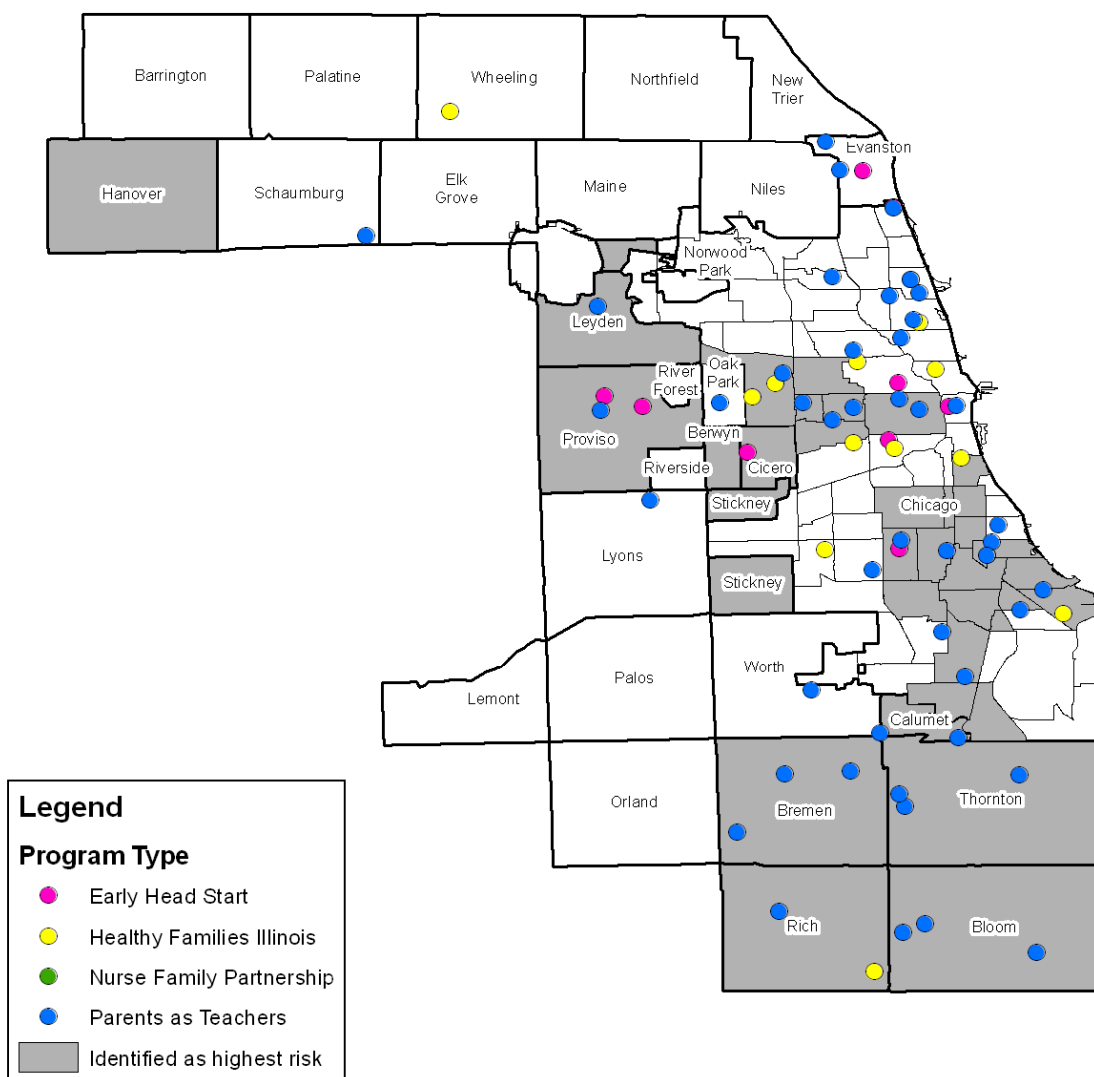 Barrington
Palatine
Wheeling
Northfield
New
Trier
Evanston
Hanover
Schaumburg
Elk
Grove
Maine
Niles
Norwood
Park
Leyden
River
Forest
Oak
Park
Proviso
Berwyn
Riverside
Cicero
Stickney
Chicago
Lyons
Stickney
Lemont
Palos
Worth
Calumet
Orland
Bremen
Thornton
Rich
Bloom
Legend
Program Type
Early Head Start
Healthy Families Illinois
Nurse Family Partnership
Parents as Teachers
Identified as highest risk